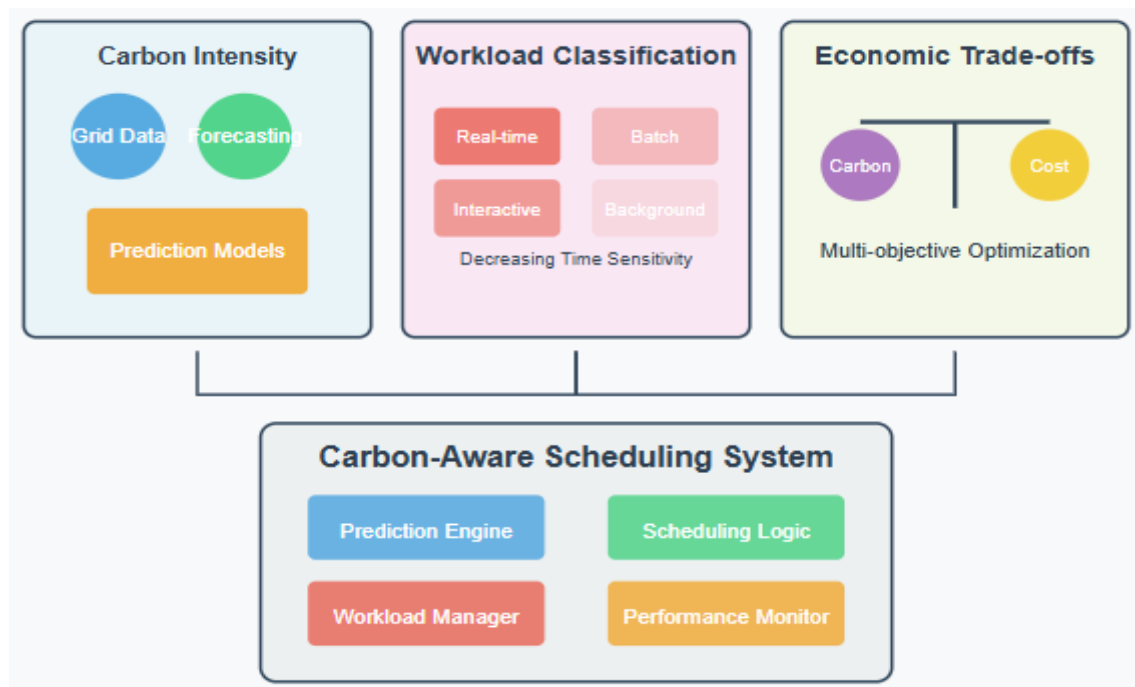 Carbon Intensity
Grid Data
Forecasting
Prediction Models
Workload Classification
Real-time
Batch
Interactive
Background
Decreasing Time Sensitivity
Economic Trade-offs
Carbon
Cost
Multi-objective Optimization
Carbon-Aware Scheduling System
Prediction Engine
Scheduling Logic
Workload Manager
Performance Monitor